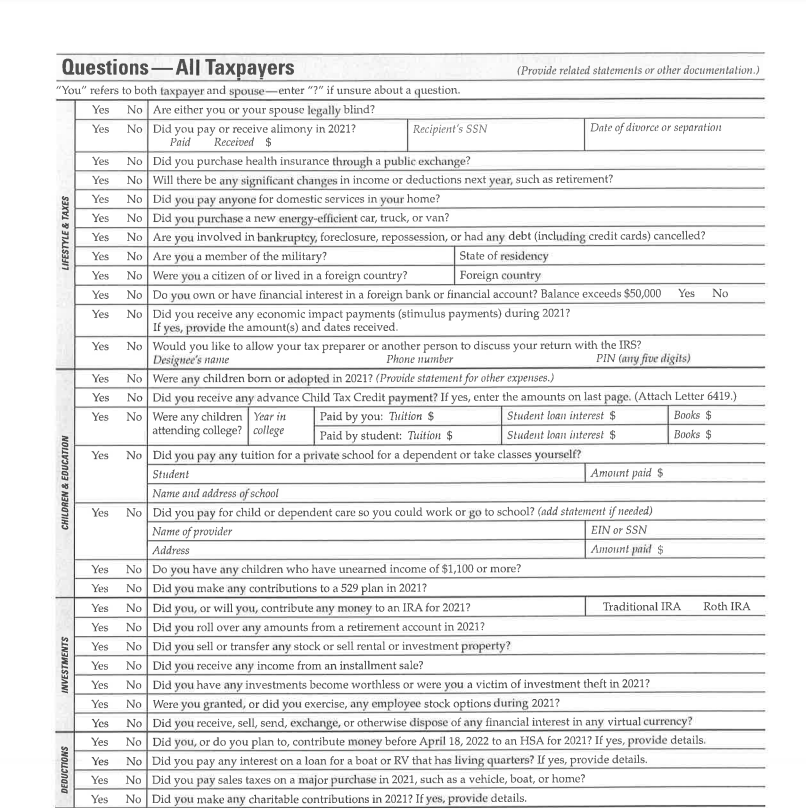 Questions—All Taxpayers (Provide related statements or other documentation.)
"You" refers to both taxpayer and spouse—enter "?" if unsure about a question.
LIFESTYLE & TAXES
Yes No Are either you or your spouse legally blind?
Yes No Did you pay or receive alimony in 2021? Recipient's SSN Date of divorce or separation
Paid Received $
Yes No Did you purchase health insurance through a public exchange?
Yes No Will there be any significant changes in income or deductions next year, such as retirement?
Yes No Did you pay anyone for domestic services in your home?
Yes No Did you purchase a new energy-efficient car, truck, or van?
Yes No Are you involved in bankruptcy, foreclosure, repossession, or had any debt (including credit cards) cancelled?
Yes No Are you a member of the military? State of residency
Yes No Were you a citizen of or lived in a foreign country? Foreign country
Yes No Do you own or have financial interest in a foreign bank or financial account? Balance exceeds $50,000 Yes No
Yes No Did you receive any economic impact payments (stimulus payments) during 2021?
If yes, provide the amount(s) and dates received.
Yes No Would you like to allow your tax preparer or another person to discuss your return with the IRS?
Designee's name Phone number PIN (any five digits)
CHILDREN & EDUCATION
Yes No Were any children born or adopted in 2021? (Provide statement for other expenses.)
Yes No Did you receive any advance Child Tax Credit payment? If yes, enter the amounts on last page. (Attach Letter 6419.)
Yes No Were any children Year in Paid by you: Tuition $ Student loan interest $ Books $
attending college? college Paid by student: Tuition $ Student loan interest $ Books $
Yes No Did you pay any tuition for a private school for a dependent or take classes yourself?
Student Amount paid $
Name and address of school
Yes No Did you pay for child or dependent care so you could work or go to school? (add statement if needed)
Name of provider EIN or SSN
Address Amount paid $
Yes No Do you have any children who have unearned income of $1,100 or more?
Yes No Did you make any contributions to a 529 plan in 2021?
INVESTMENTS
Yes No Did you, or will you, contribute any money to an IRA for 2021? Traditional IRA Roth IRA
Yes No Did you roll over any amounts from a retirement account in 2021?
Yes No Did you sell or transfer any stock or sell rental or investment property?
Yes No Did you receive any income from an installment sale?
Yes No Did you have any investments become worthless or were you a victim of investment theft in 2021?
Yes No Were you granted, or did you exercise, any employee stock options during 2021?
Yes No Did you receive, sell, send, exchange, or otherwise dispose of any financial interest in any virtual currency?
DEDUCTIONS
Yes No Did you, or do you plan to, contribute money before April 18, 2022 to an HSA for 2021? If yes, provide details.
Yes No Did you pay any interest on a loan for a boat or RV that has living quarters? If yes, provide details.
Yes No Did you pay sales taxes on a major purchase in 2021, such as a vehicle, boat, or home?
Yes No Did you make any charitable contributions in 2021? If yes, provide details.